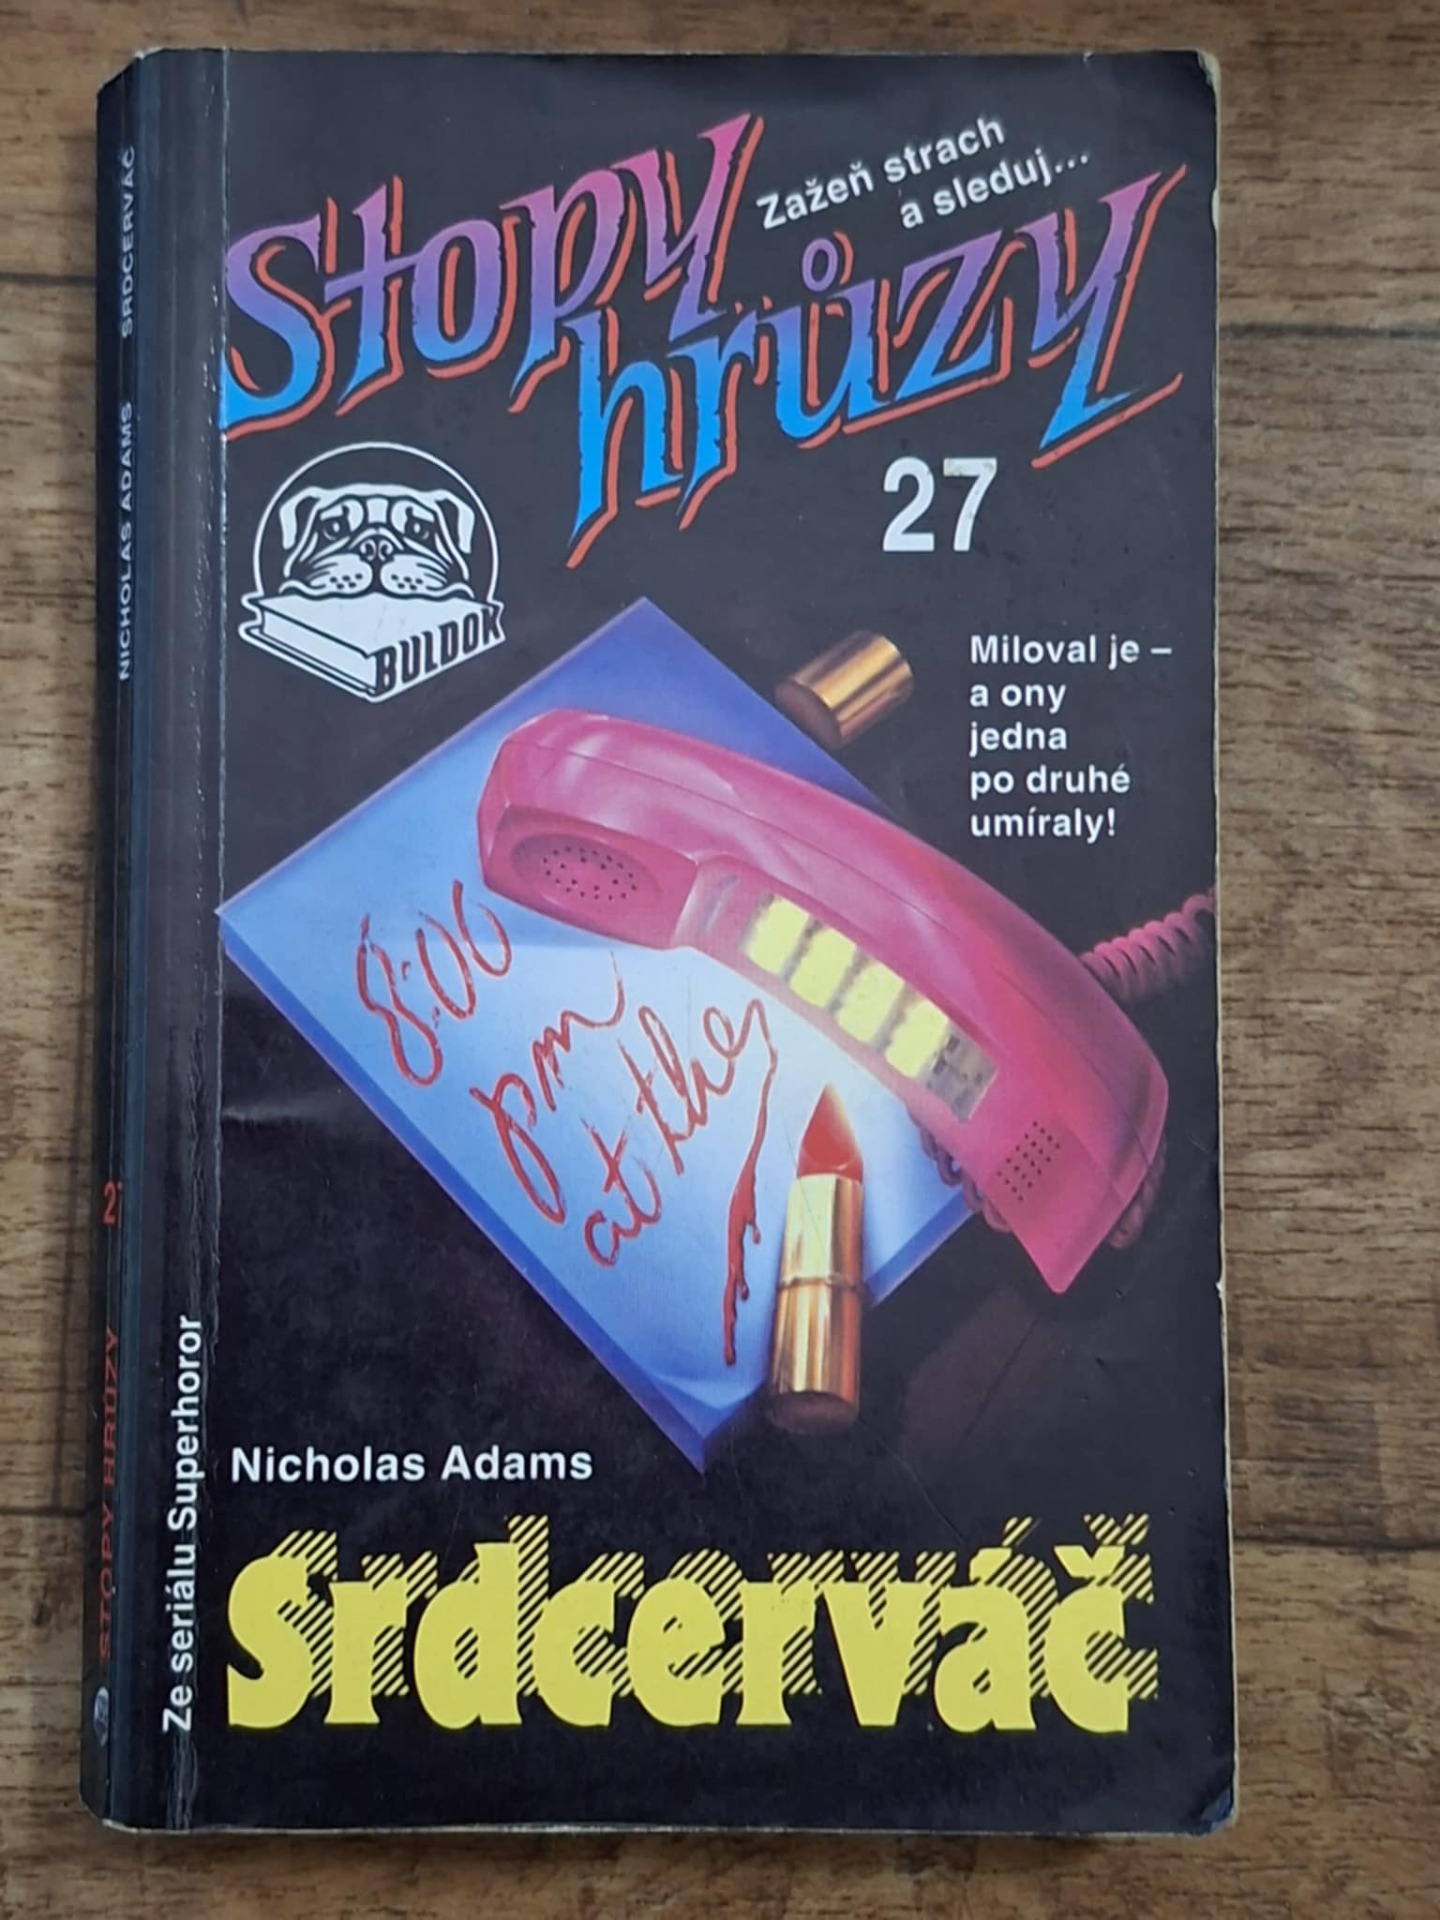 Stopy
hrůzy
Zažeň strach
a sleduj...
27
BULDOK
Miloval je –
a ony
jedna
po druhé
umíraly!
8:00
pm
at the
Nicholas Adams
Srdcerváč
Ze seriálu Superhoror
STOPY HRŮZY NICHOLAS ADAMS SRDCERVÁČ